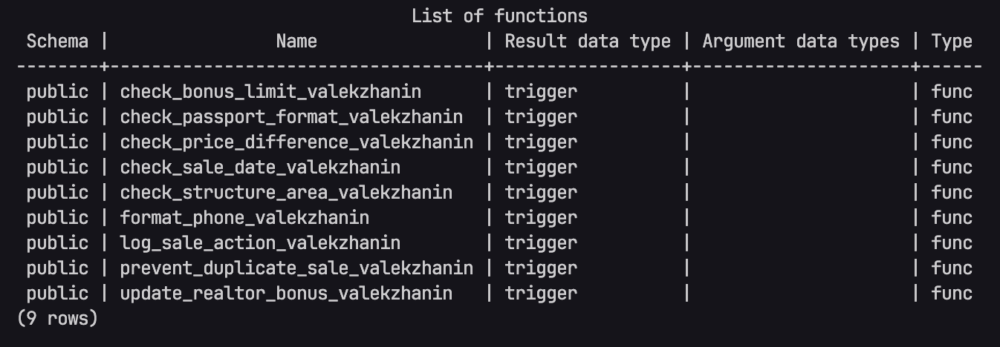 List of functions
 Schema |                Name                | Result data type | Argument data types | Type
--------+------------------------------------+------------------+---------------------+------
 public | check_bonus_limit_valekzhanin      | trigger          |                     | func
 public | check_passport_format_valekzhanin  | trigger          |                     | func
 public | check_price_difference_valekzhanin | trigger          |                     | func
 public | check_sale_date_valekzhanin        | trigger          |                     | func
 public | check_structure_area_valekzhanin   | trigger          |                     | func
 public | format_phone_valekzhanin           | trigger          |                     | func
 public | log_sale_action_valekzhanin        | trigger          |                     | func
 public | prevent_duplicate_sale_valekzhanin | trigger          |                     | func
 public | update_realtor_bonus_valekzhanin   | trigger          |                     | func
(9 rows)